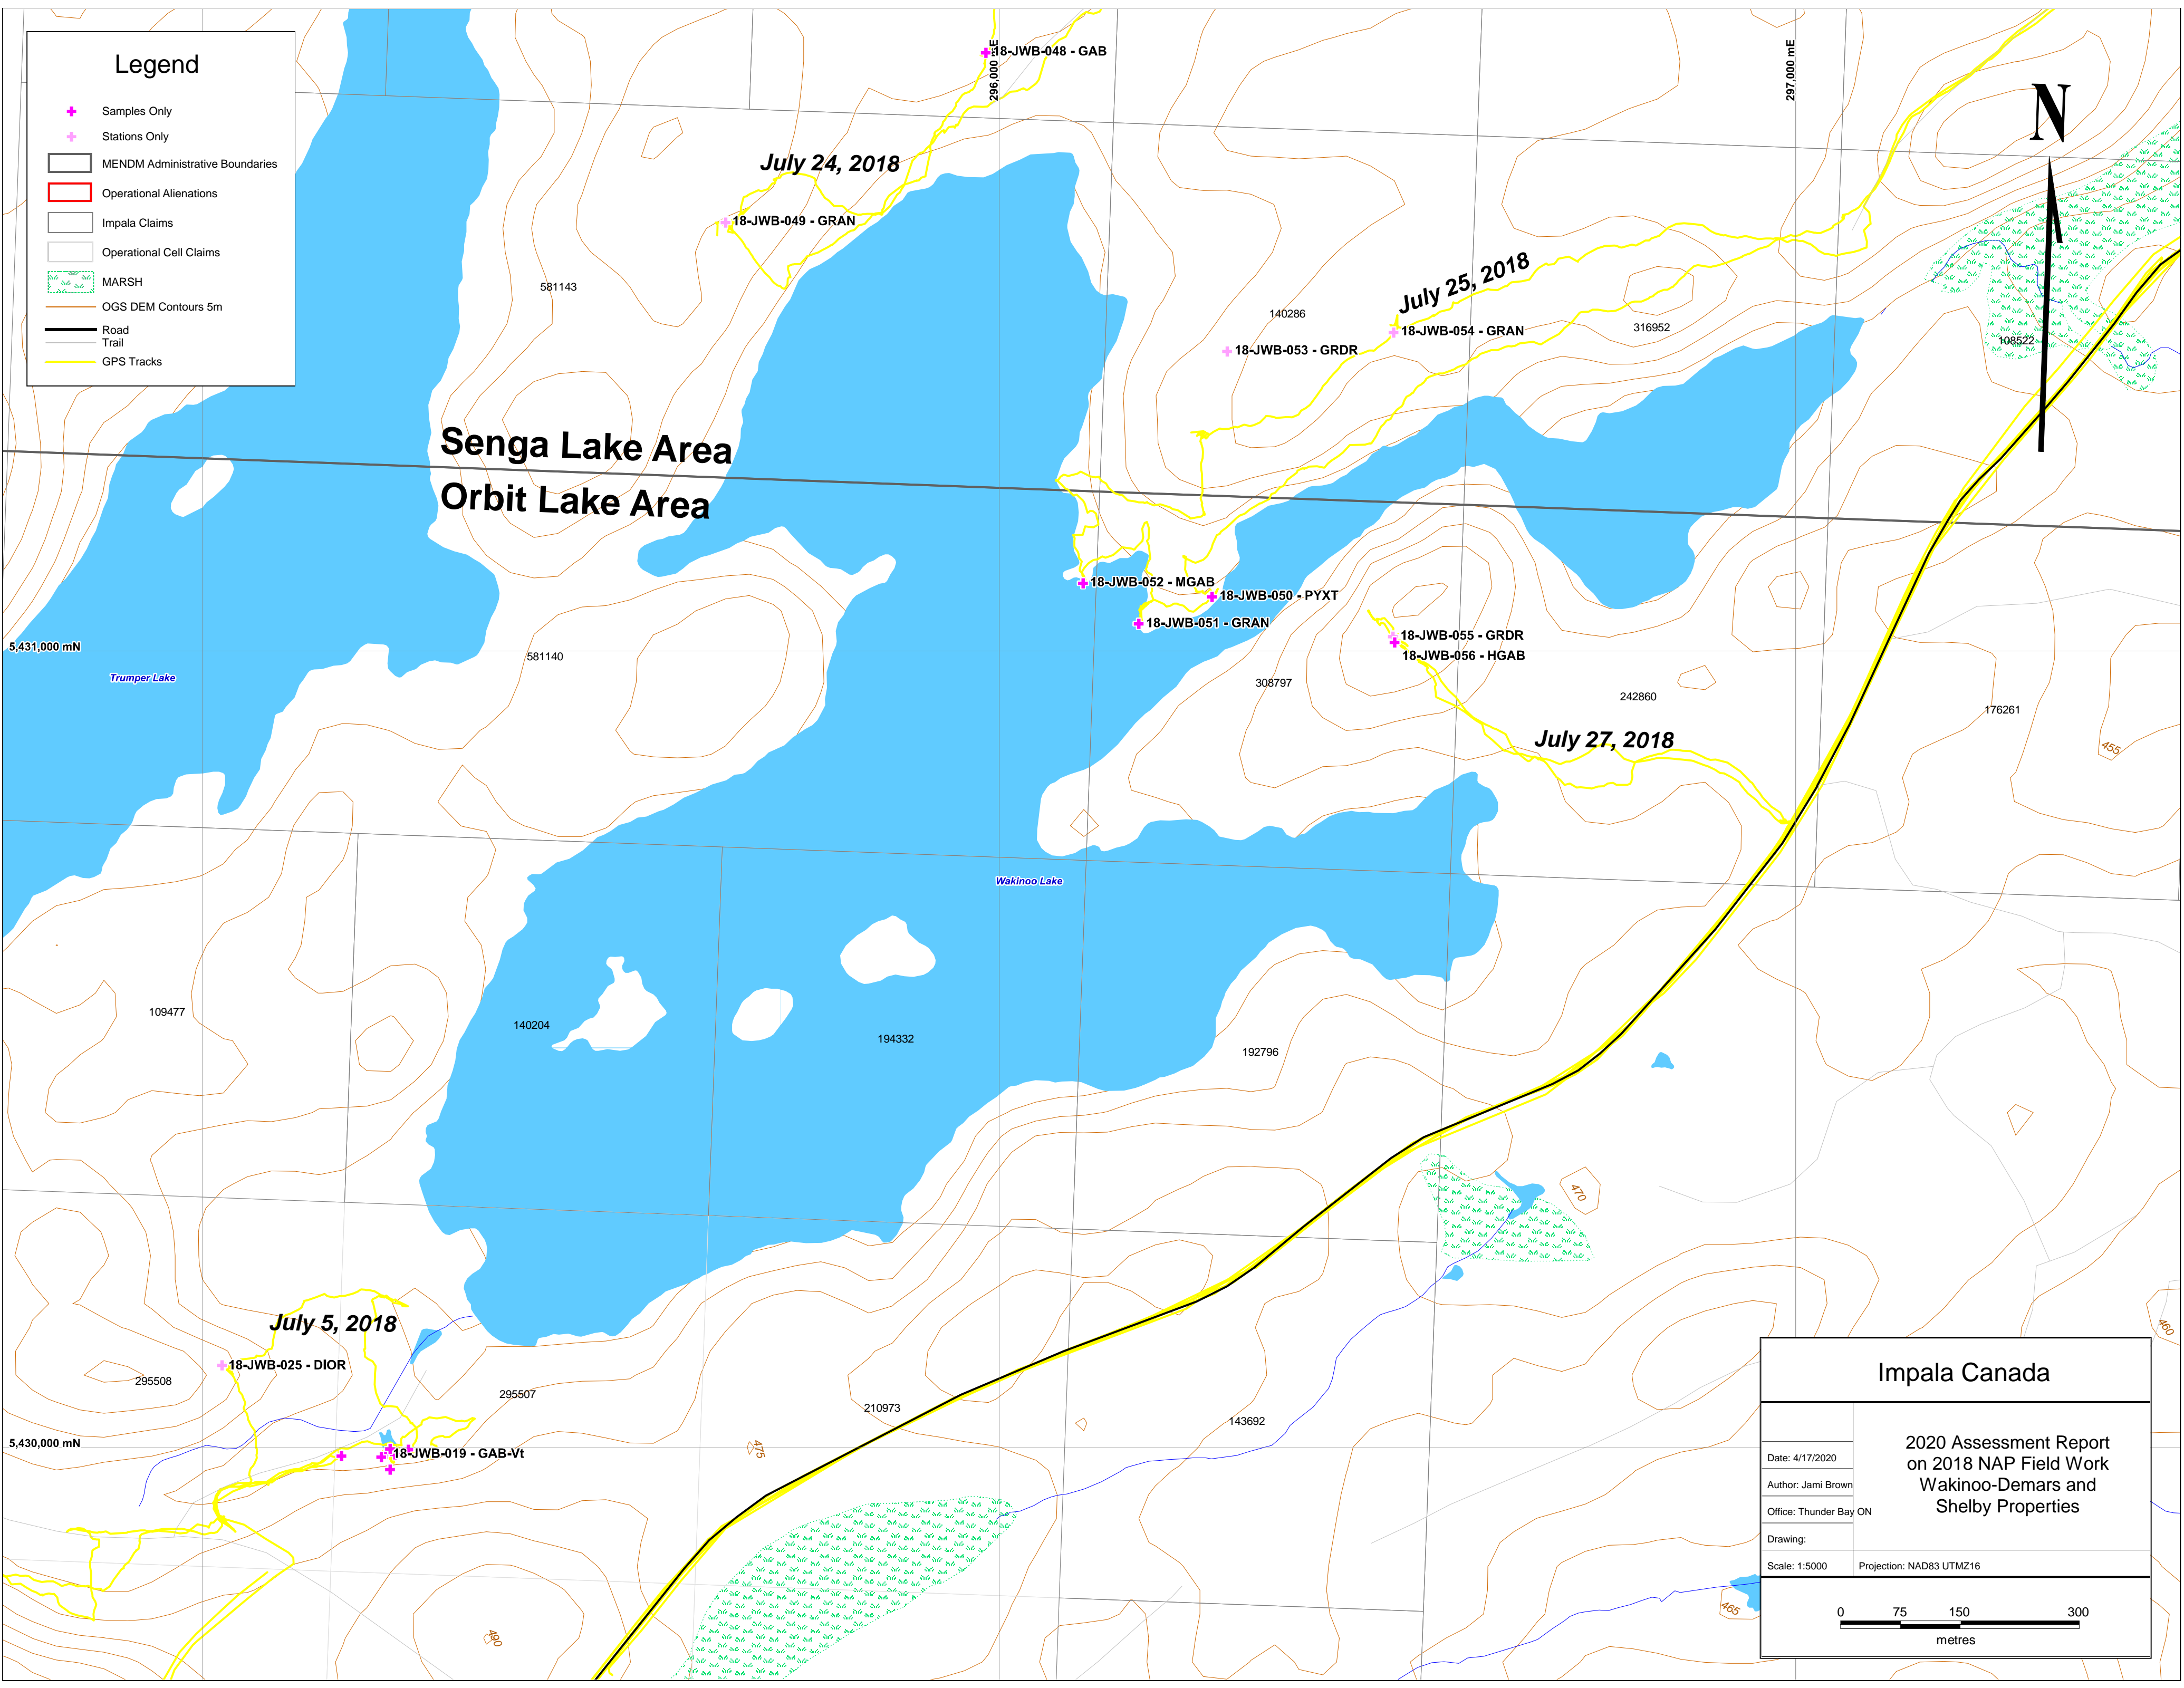 Legend
Samples Only
Stations Only
MENDM Administrative Boundaries
Operational Alienations
Impala Claims
Operational Cell Claims
MARSH
OGS DEM Contours 5m
Road
Trail
GPS Tracks
296,000 mE
297,000 mE
N
18-JWB-048 - GAB
July 24, 2018
18-JWB-049 - GRAN
581143
July 25, 2018
140286
18-JWB-054 - GRAN
316952
18-JWB-053 - GRDR
108522
Senga Lake Area
Orbit Lake Area
18-JWB-052 - MGAB
18-JWB-050 - PYXT
18-JWB-051 - GRAN
18-JWB-055 - GRDR
18-JWB-056 - HGAB
5,431,000 mN
581140
Trumper Lake
308797
242860
176261
July 27, 2018
455
Wakinoo Lake
109477
140204
194332
192796
470
July 5, 2018
460
18-JWB-025 - DIOR
295508
295507
210973
143692
5,430,000 mN
18-JWB-019 - GAB-Vt
475
490
465
Impala Canada
2020 Assessment Report
on 2018 NAP Field Work
Wakinoo-Demars and
Shelby Properties
Date: 4/17/2020
Author: Jami Brown
Office: Thunder Bay ON
Drawing:
Scale: 1:5000
Projection: NAD83 UTMZ16
0 75 150 300
metres